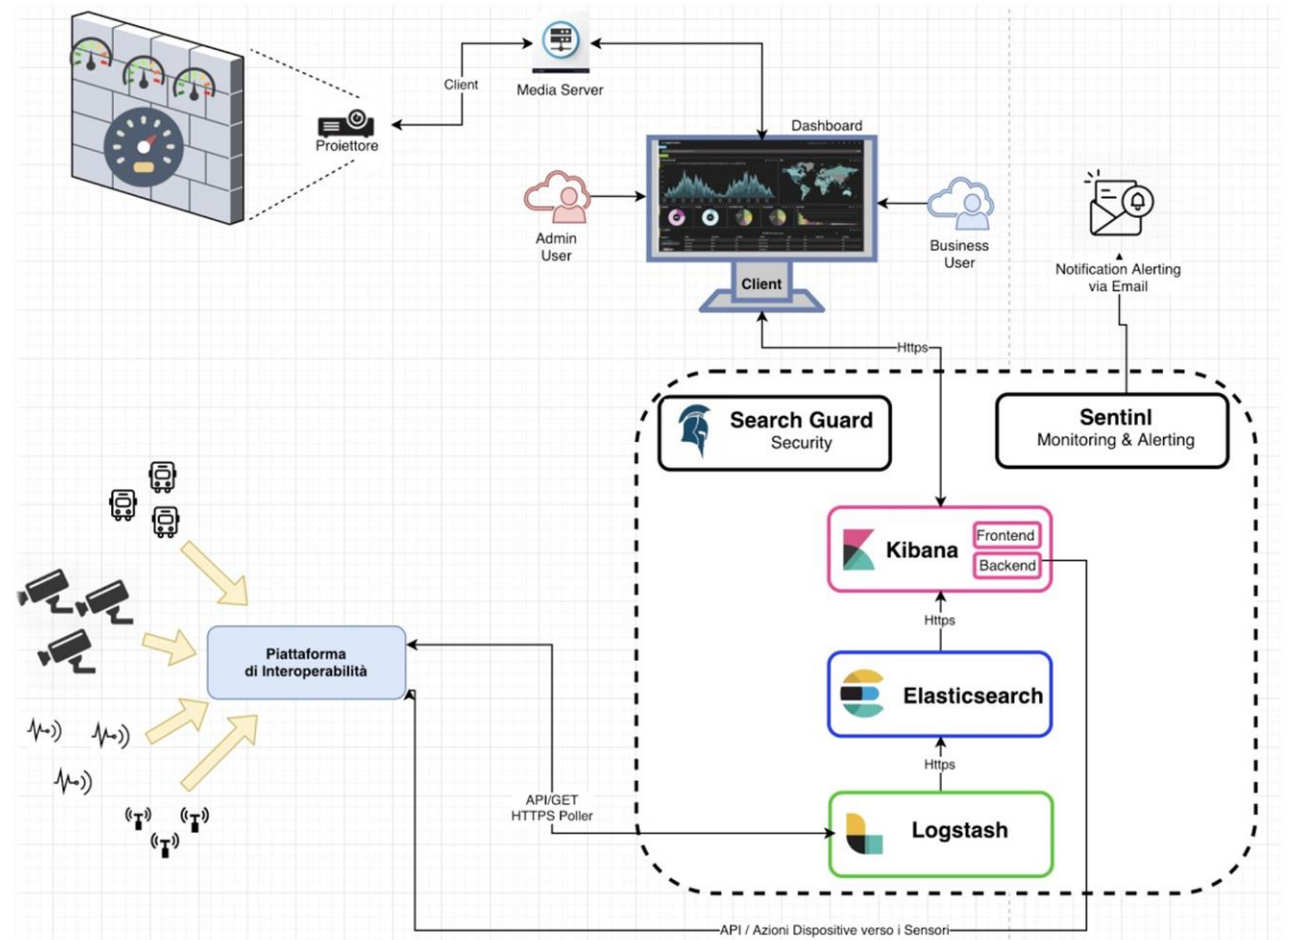 Client
Media Server
Proiettore
Dashboard
Admin
User
Business
User
Client
Notification Alerting
via Email
Https
Search Guard
Security
Sentinl
Monitoring & Alerting
Kibana
Frontend
Backend
Https
Piattaforma
di Interoperabilità
Elasticsearch
Https
API/GET
HTTPS Poller
Logstash
API / Azioni Dispositive verso i Sensori